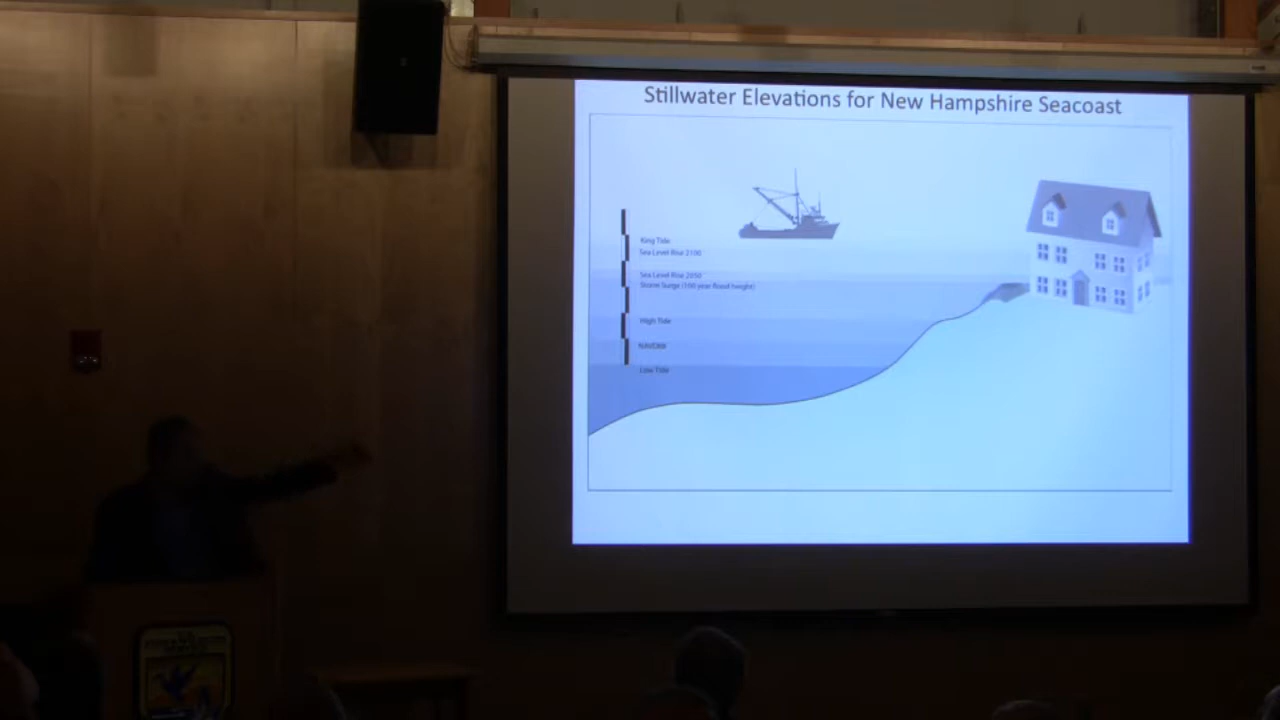 Stillwater Elevations for New Hampshire Seacoast
King Tide
Sea Level Rise 2100
Sea Level Rise 2050
Storm Surge (100 year flood height)
High Tide
NAVD88
Low Tide